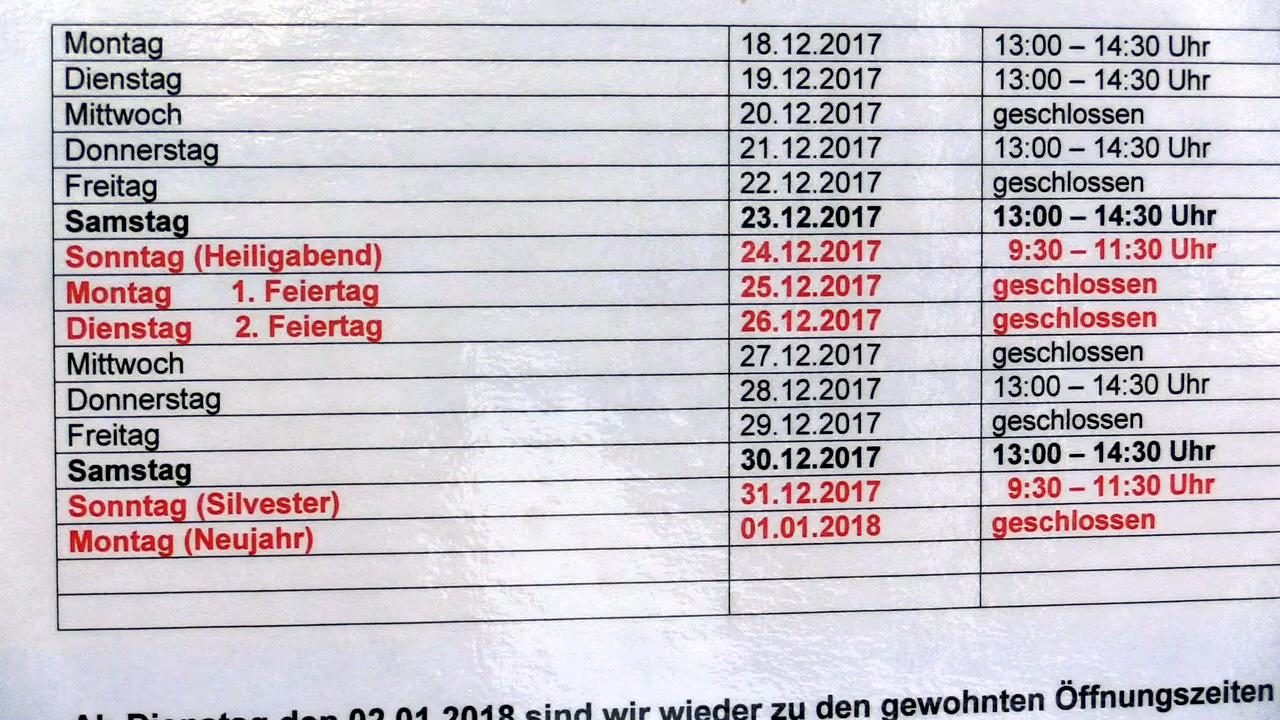 Montag 18.12.2017 13:00 – 14:30 Uhr
Dienstag 19.12.2017 13:00 – 14:30 Uhr
Mittwoch 20.12.2017 geschlossen
Donnerstag 21.12.2017 13:00 – 14:30 Uhr
Freitag 22.12.2017 geschlossen
Samstag 23.12.2017 13:00 – 14:30 Uhr
Sonntag (Heiligabend) 24.12.2017 9:30 – 11:30 Uhr
Montag 1. Feiertag 25.12.2017 geschlossen
Dienstag 2. Feiertag 26.12.2017 geschlossen
Mittwoch 27.12.2017 geschlossen
Donnerstag 28.12.2017 13:00 – 14:30 Uhr
Freitag 29.12.2017 geschlossen
Samstag 30.12.2017 13:00 – 14:30 Uhr
Sonntag (Silvester) 31.12.2017 9:30 – 11:30 Uhr
Montag (Neujahr) 01.01.2018 geschlossen
Ab Dienstag den 02.01.2018 sind wir wieder zu den gewohnten Öffnungszeiten